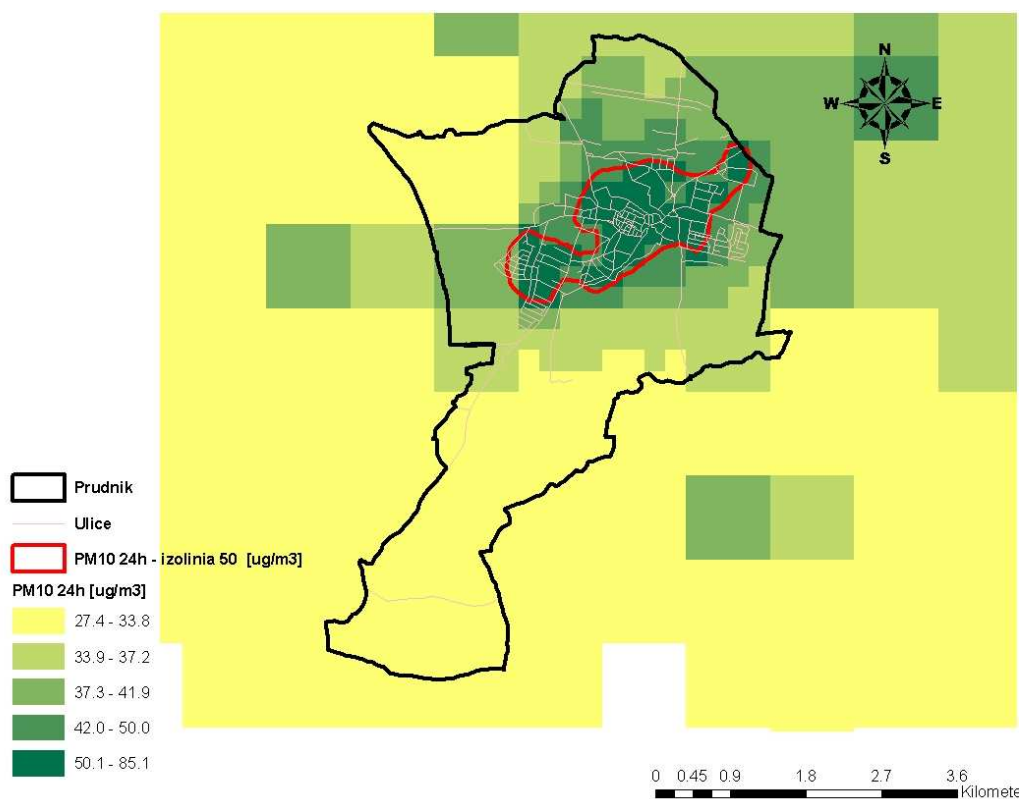 N
W E
S
Prudnik
Ulice
PM10 24h - izolinia 50 [ug/m3]
PM10 24h [ug/m3]
27.4 - 33.8
33.9 - 37.2
37.3 - 41.9
42.0 - 50.0
50.1 - 85.1
0 0.45 0.9 1.8 2.7 3.6
Kilomete